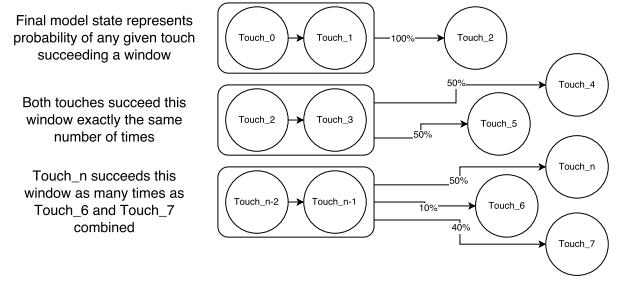 Final model state represents
probability of any given touch
succeeding a window
Touch_0
Touch_1
100%
Touch_2
Both touches succeed this
window exactly the same
number of times
Touch_2
Touch_3
50%
Touch_4
50%
Touch_5
Touch_n succeeds this
window as many times as
Touch_6 and Touch_7
combined
Touch_n-2
Touch_n-1
50%
Touch_n
10%
Touch_6
40%
Touch_7